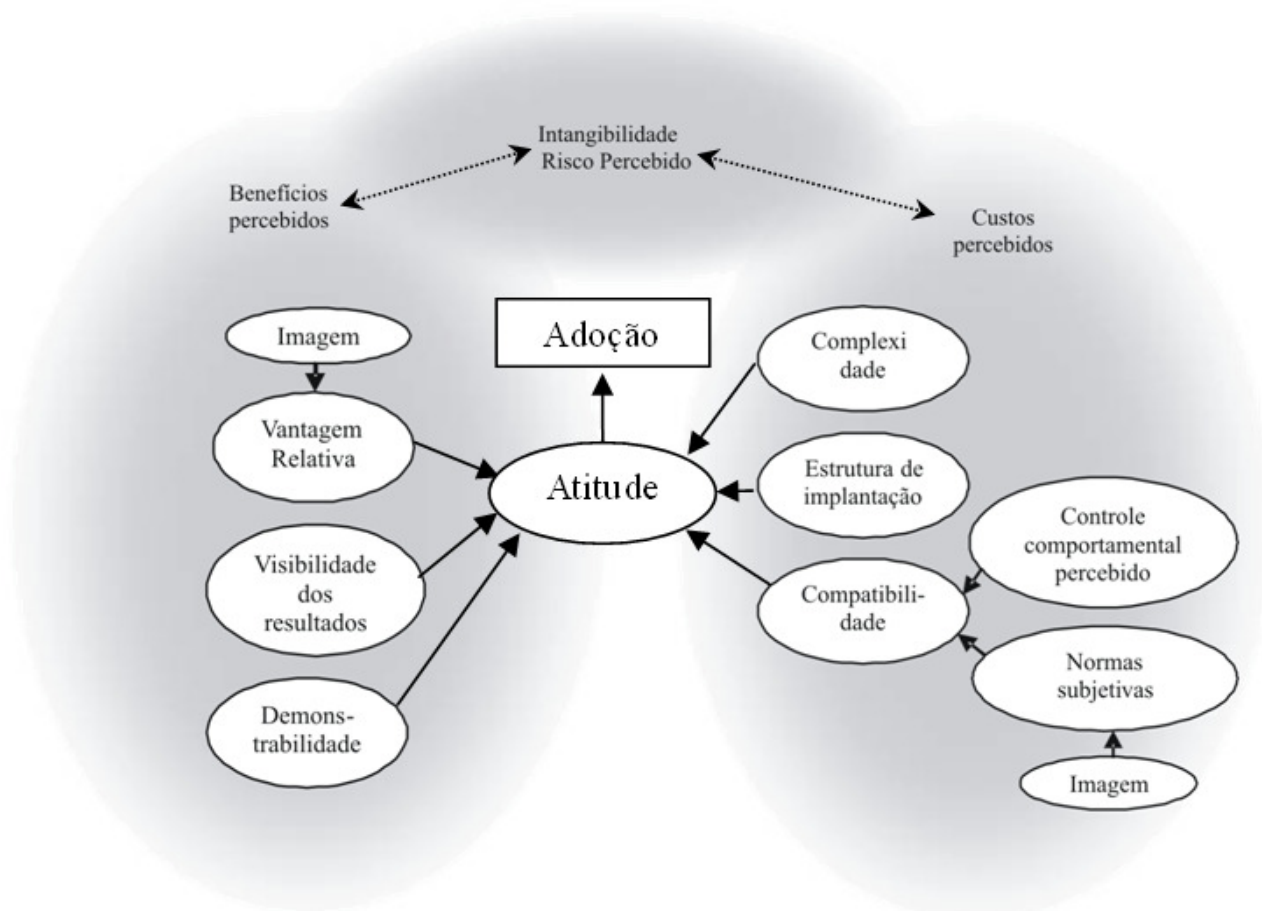 Intangibilidade
Risco Percebido
Benefícios
percebidos
Custos
percebidos
Imagem
Vantagem
Relativa
Visibilidade
dos
resultados
Demons-
trabilidade
Adoção
Atitude
Complexi
dade
Estrutura de
implantação
Compatibili-
dade
Controle
comportamental
percebido
Normas
subjetivas
Imagem